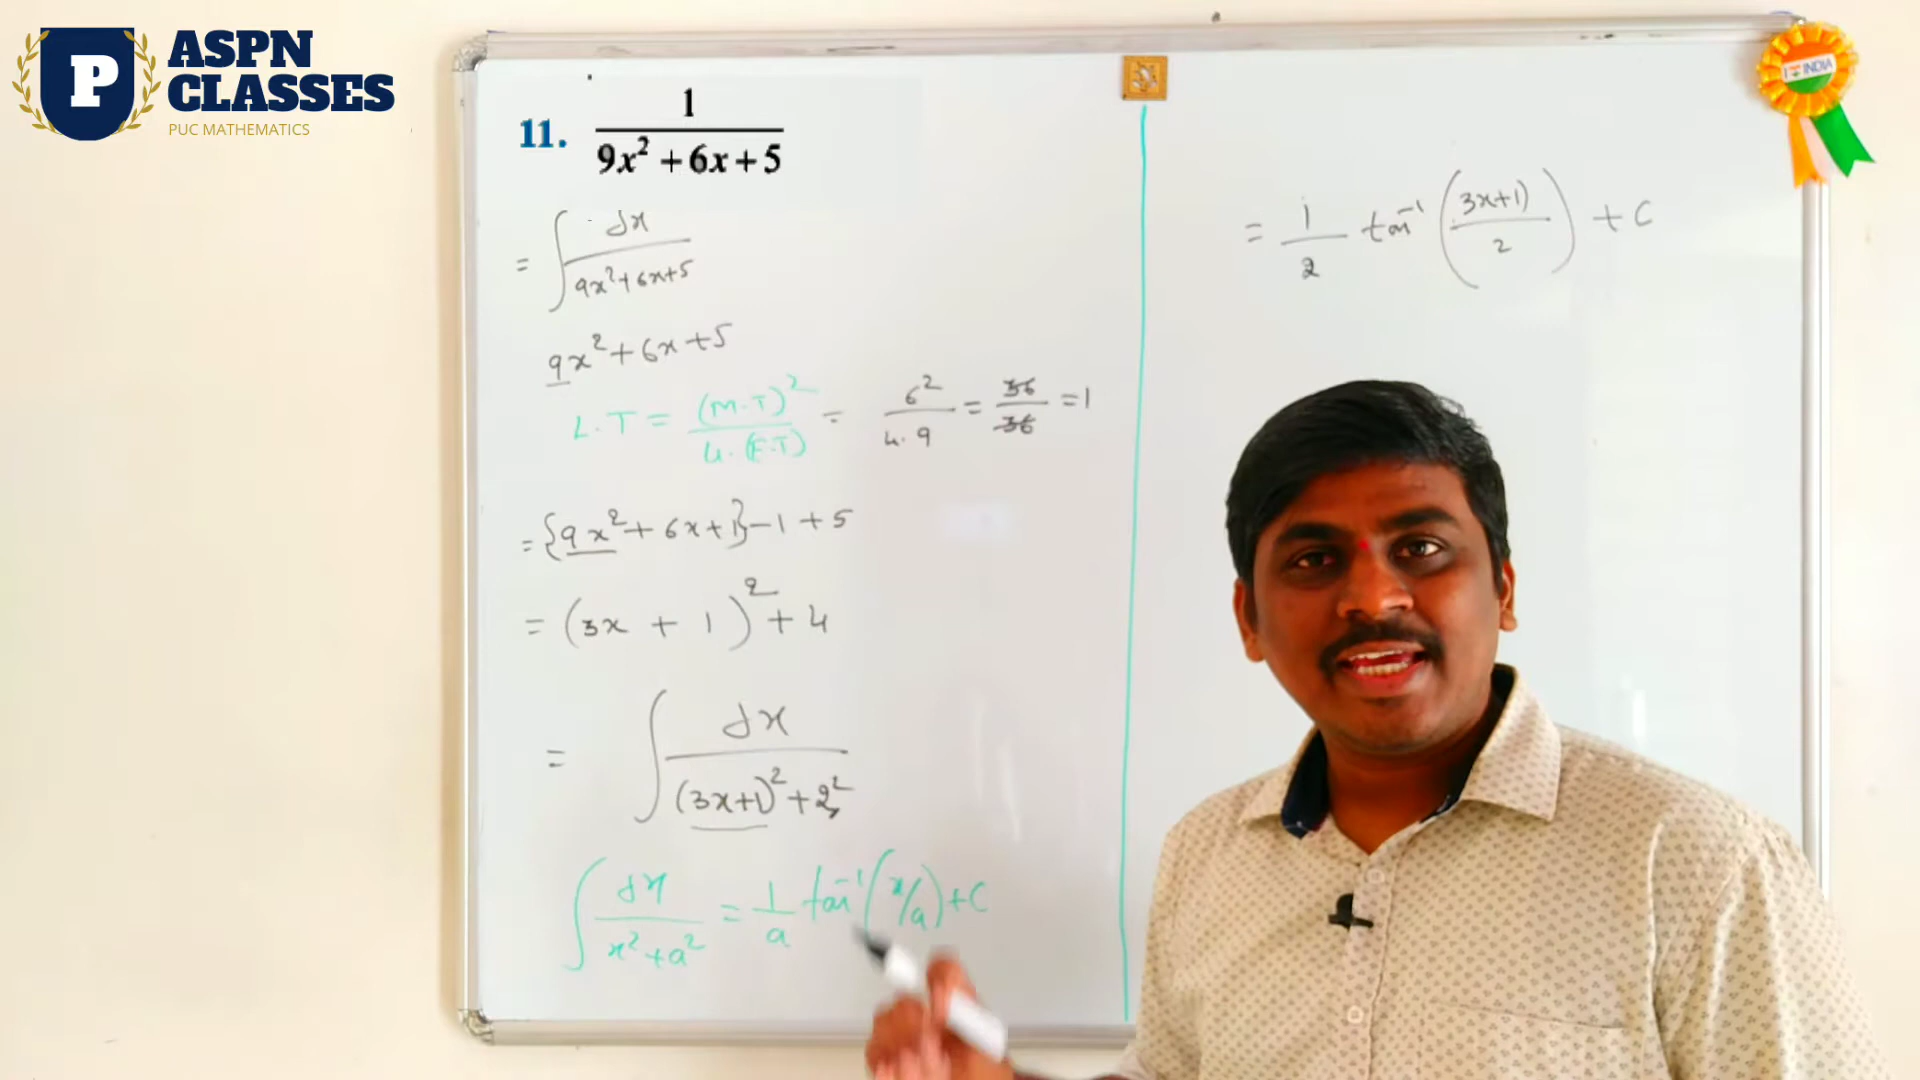 ASPN
CLASSES
PUC MATHEMATICS
P
I INDIA
11. 1/(9x² + 6x + 5)
= ∫ dx/(9x²+6x+5)
9x²+6x+5
L.T = (M.T)²/4.(F.T) = 6²/4.9 = 36/36 = 1
= {9x²+6x+1}-1+5
= (3x + 1)² + 4
= ∫ dx/((3x+1)²+2²)
∫ dx/(x²+a²) = 1/a tan⁻¹(x/a)+C
= 1/2 tan⁻¹((3x+1)/2) + C